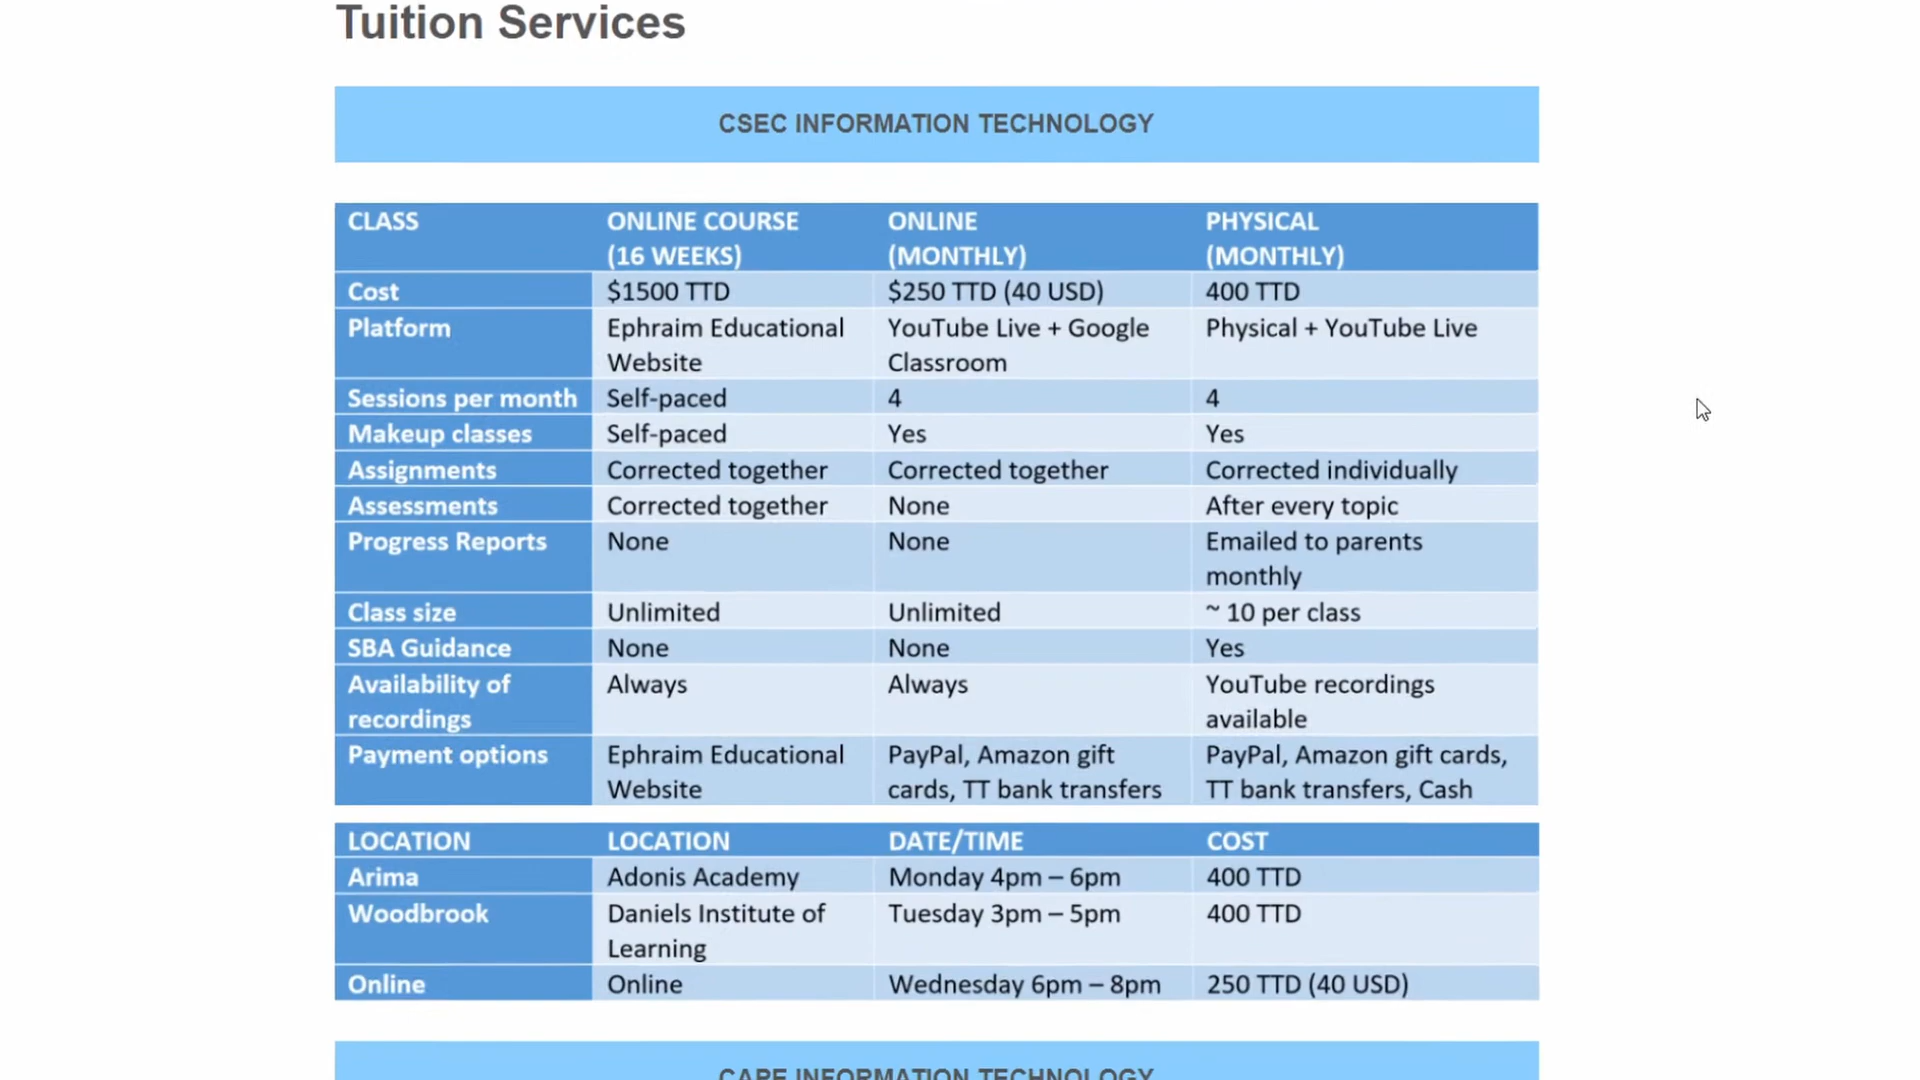 Tuition Services
CSEC INFORMATION TECHNOLOGY
CLASS ONLINE COURSE ONLINE PHYSICAL
(16 WEEKS) (MONTHLY) (MONTHLY)
Cost $1500 TTD $250 TTD (40 USD) 400 TTD
Platform Ephraim Educational YouTube Live + Google Physical + YouTube Live
Website Classroom
Sessions per month Self-paced 4 4
Makeup classes Self-paced Yes Yes
Assignments Corrected together Corrected together Corrected individually
Assessments Corrected together None After every topic
Progress Reports None None Emailed to parents
monthly
Class size Unlimited Unlimited ~ 10 per class
SBA Guidance None None Yes
Availability of Always Always YouTube recordings
recordings available
Payment options Ephraim Educational PayPal, Amazon gift PayPal, Amazon gift cards,
Website cards, TT bank transfers TT bank transfers, Cash
LOCATION LOCATION DATE/TIME COST
Arima Adonis Academy Monday 4pm – 6pm 400 TTD
Woodbrook Daniels Institute of Tuesday 3pm – 5pm 400 TTD
Learning
Online Online Wednesday 6pm – 8pm 250 TTD (40 USD)
CAPE INFORMATION TECHNOLOGY